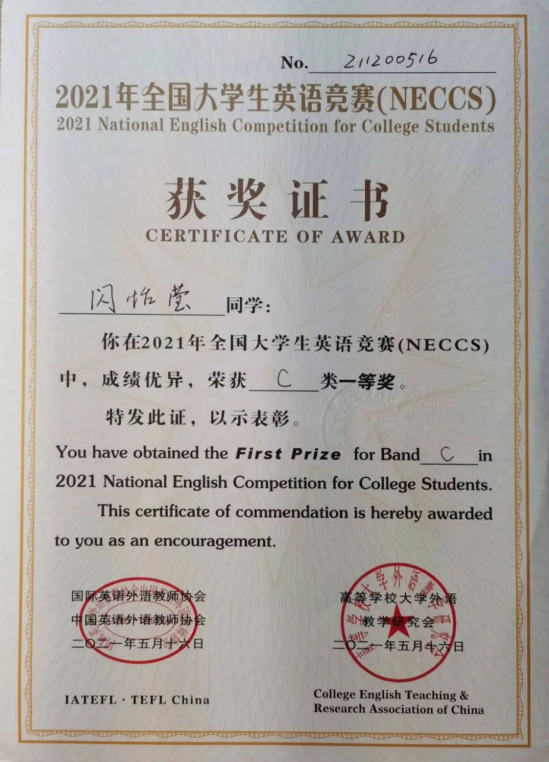 No. 211200516
2021年全国大学生英语竞赛(NECCS)
2021 National English Competition for College Students
获奖证书
CERTIFICATE OF AWARD
闪怡莹 同学:
你在2021年全国大学生英语竞赛(NECCS)
中，成绩优异，荣获 C 类一等奖。
特发此证，以示表彰。
You have obtained the First Prize for Band C in
2021 National English Competition for College Students.
This certificate of commendation is hereby awarded
to you as an encouragement.
国际英语外语教师协会
中国英语外语教师协会
二〇二一年五月十六日
IATEFL · TEFL China
高等学校大学外语
教学研究会
二〇二一年五月十六日
College English Teaching &
Research Association of China